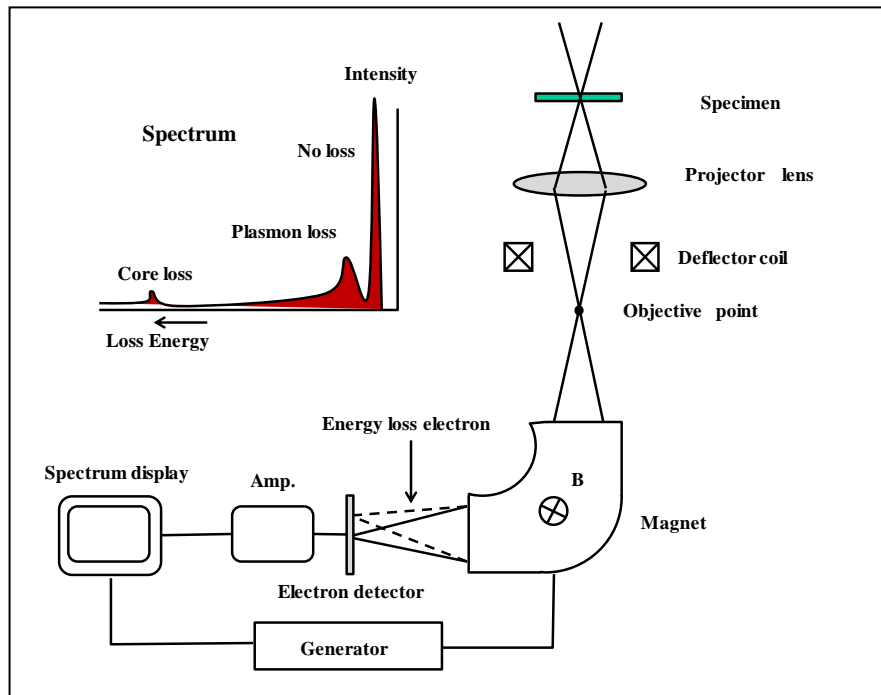 Intensity
Spectrum
No loss
Plasmon loss
Core loss
Loss Energy
Specimen
Projector lens
Deflector coil
Objective point
Energy loss electron
Spectrum display
Amp.
B
Magnet
Electron detector
Generator